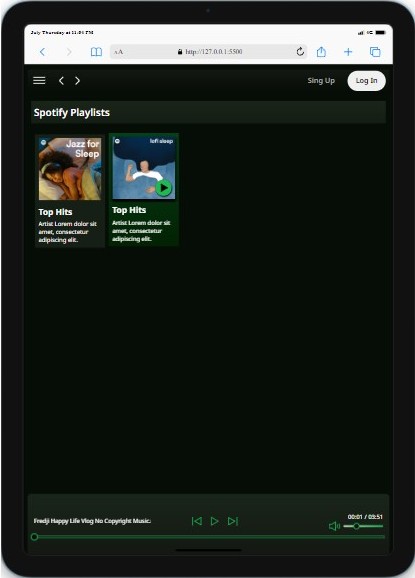 July Thursday at 11:04 PM
4G
AA
http://127.0.0.1:5500
Sing Up
Log In
Spotify Playlists
Jazz for
Sleep
lofi sleep
Top Hits
Artist Lorem dolor sit
amet, consectetur
adipiscing elit.
Top Hits
Artist Lorem dolor sit
amet, consectetur
adipiscing elit.
Fredji Happy Life Vlog No Copyright Music:
00:01 / 03:51